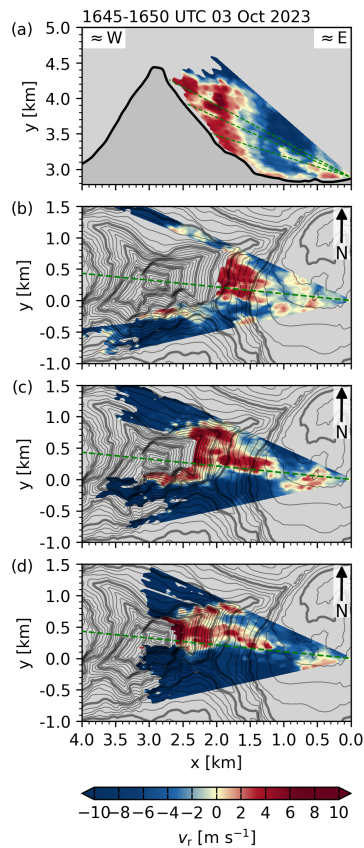 1645-1650 UTC 03 Oct 2023
(a)
≈ W
≈ E
5.0
4.5
4.0
3.5
3.0
y [km]
(b)
1.5
1.0
0.5
0.0
-0.5
-1.0
y [km]
N
(c)
1.5
1.0
0.5
0.0
-0.5
-1.0
y [km]
N
(d)
1.5
1.0
0.5
0.0
-0.5
-1.0
y [km]
N
4.0 3.5 3.0 2.5 2.0 1.5 1.0 0.5 0.0
x [km]
−10 −8 −6 −4 −2 0 2 4 6 8 10
v_r [m s⁻¹]